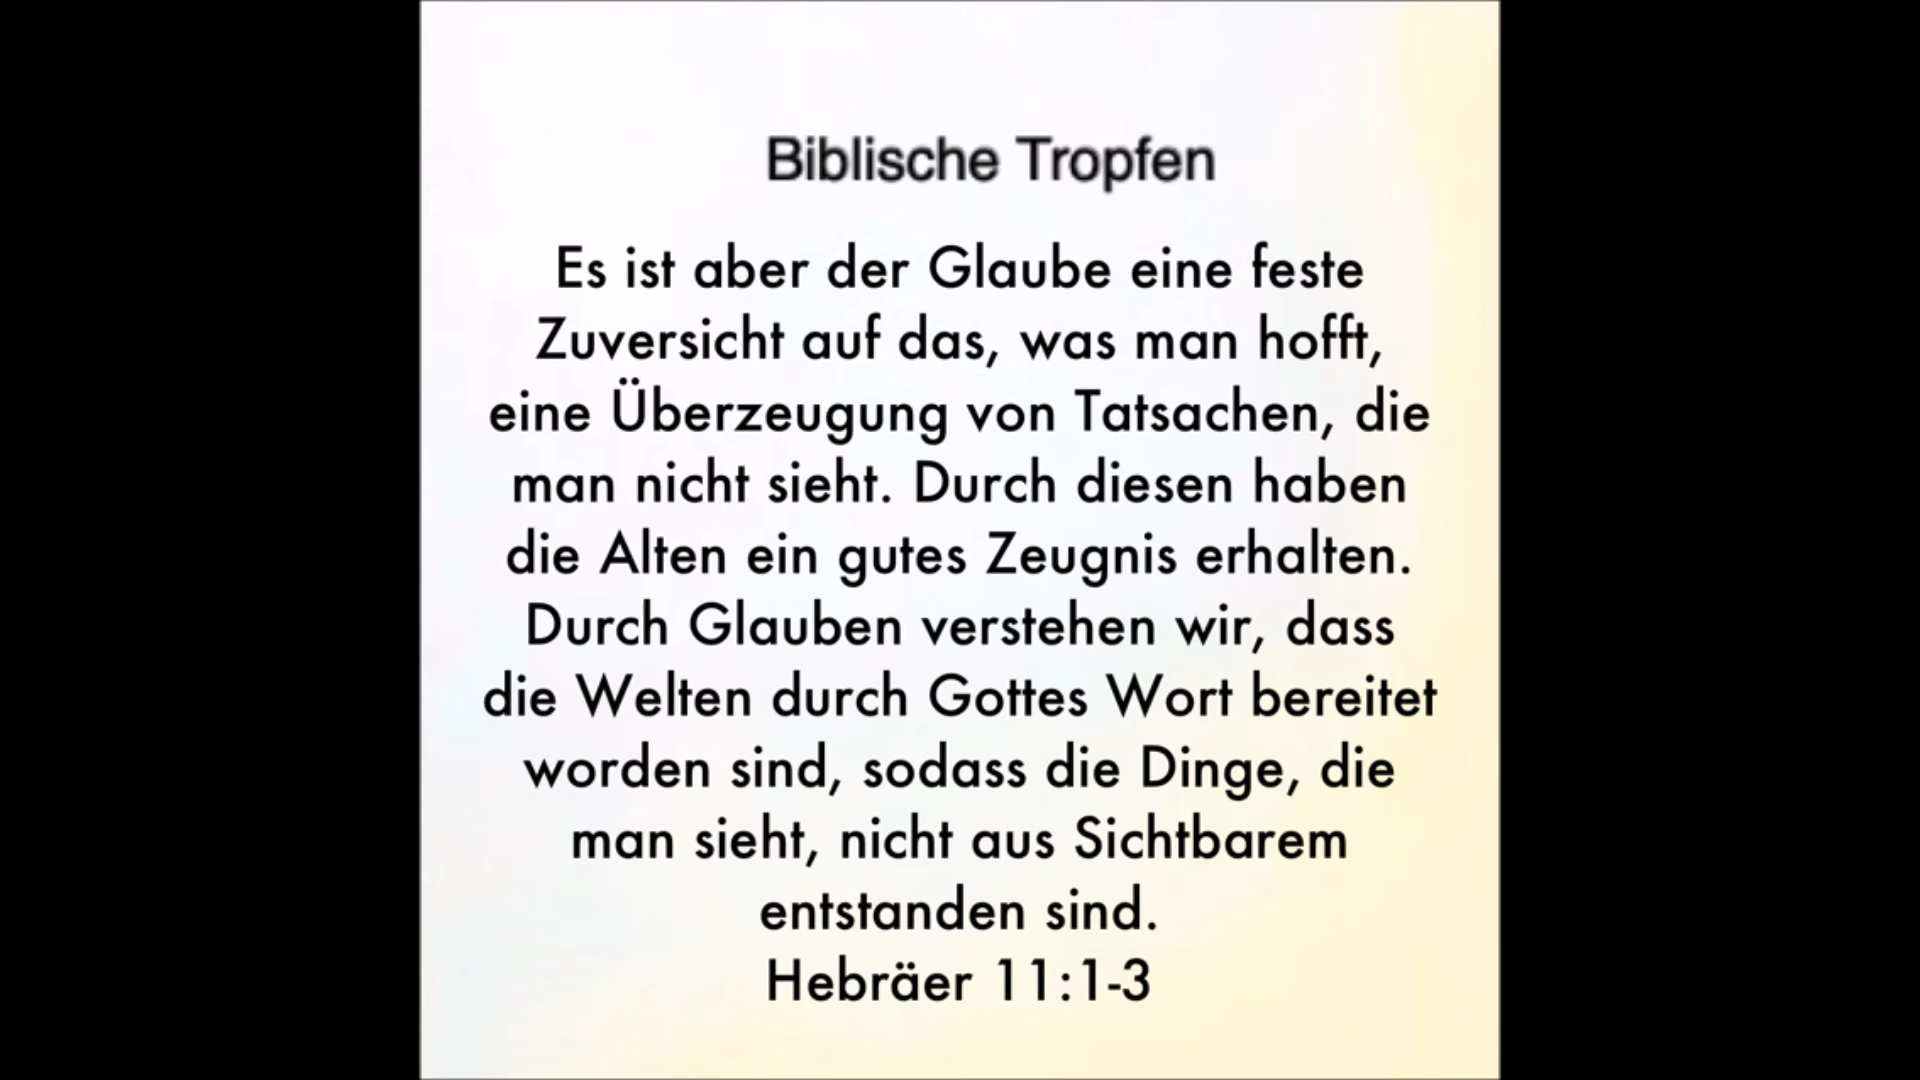 Biblische Tropfen
Es ist aber der Glaube eine feste
Zuversicht auf das, was man hofft,
eine Überzeugung von Tatsachen, die
man nicht sieht. Durch diesen haben
die Alten ein gutes Zeugnis erhalten.
Durch Glauben verstehen wir, dass
die Welten durch Gottes Wort bereitet
worden sind, sodass die Dinge, die
man sieht, nicht aus Sichtbarem
entstanden sind.
Hebräer 11:1-3